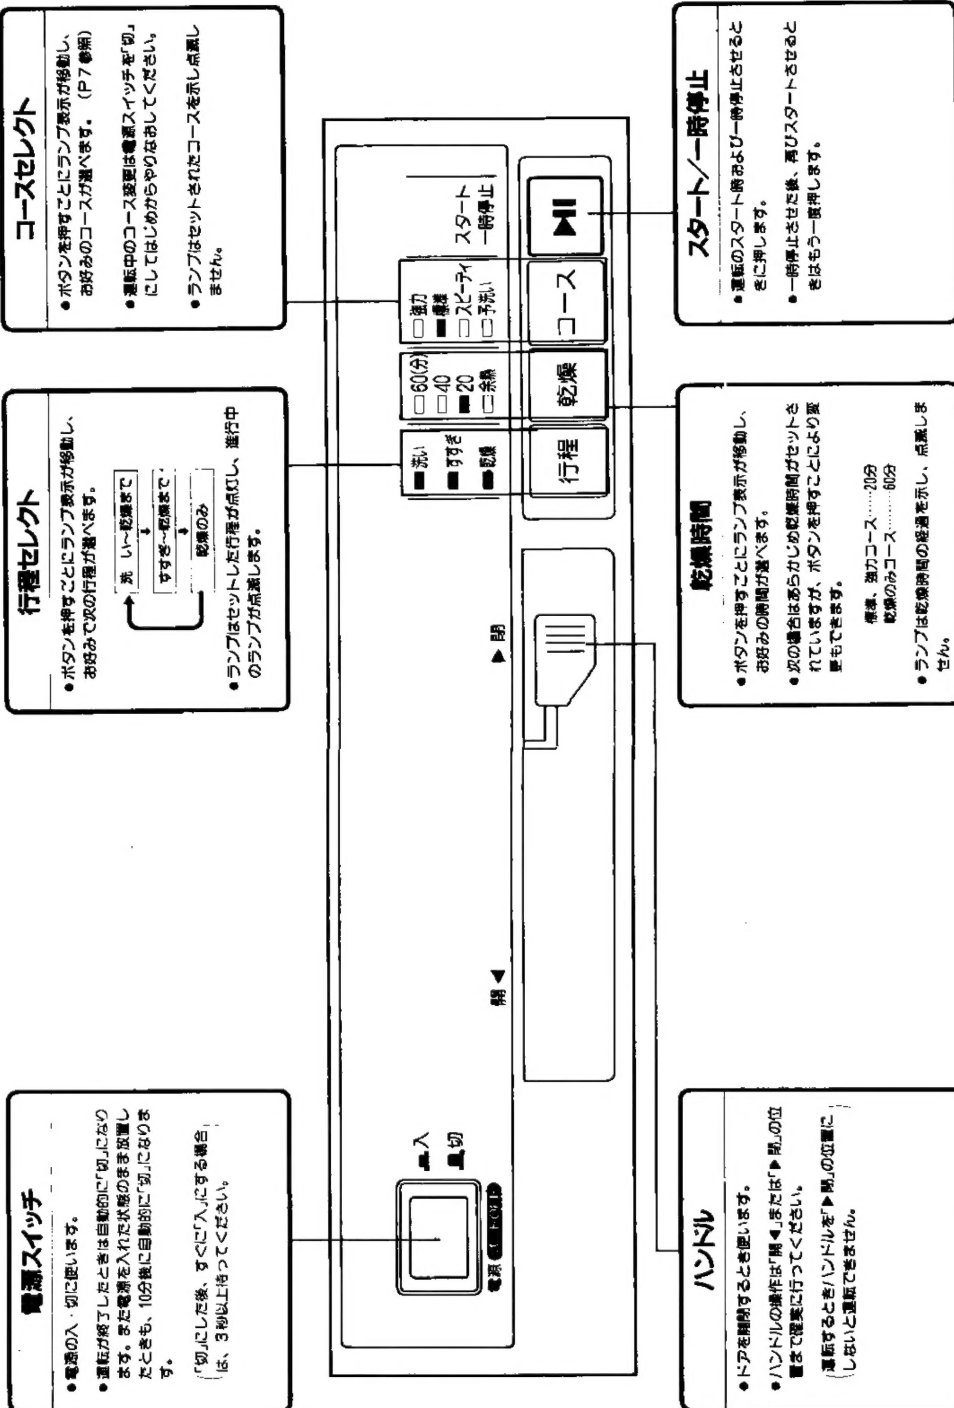 電源スイッチ
●電源の入・切に使います。
●運転が終了したときは自動的に「切」になり
ます。また電源を入れた状態のまま放置し
たときも、10分後に自動的に「切」になりま
す。
(「切」にした後、すぐに「入」にする場合
は、3秒以上待ってください。)
行程セレクト
●ボタンを押すごとにランプ表示が移動し、
お好みで次の行程が選べます。
洗い〜乾燥まで
すすぎ〜乾燥まで
乾燥のみ
●ランプはセットした行程が点灯し、進行中
のランプが点滅します。
コースセレクト
●ボタンを押すごとにランプ表示が移動し、
お好みのコースが選べます。(P7参照)
●運転中のコース変更は電源スイッチを「切」
にしてはじめからやりなおしてください。
●ランプはセットされたコースを示し点滅し
ません。
電源
入
切
開◀
▶閉
洗い
すすぎ
乾燥
60(分)
40
20
余熱
強力
標準
スピーディ
予洗い
スタート
一時停止
行程
乾燥
コース
ハンドル
●ドアを開閉するとき使います。
●ハンドルの操作は「開◀」または「▶閉」の位
置まで確実に行ってください。
(運転するときハンドルを「▶閉」の位置に
しないと運転できません。)
乾燥時間
●ボタンを押すごとにランプ表示が移動し、
お好みの時間が選べます。
●次の場合はあらかじめ乾燥時間がセットさ
れていますが、ボタンを押すことにより変
更もできます。
標準、強力コース……20分
乾燥のみコース………60分
●ランプは乾燥時間の経過を示し、点滅しま
せん。
スタート/一時停止
●運転のスタート時および一時停止させると
きに押します。
●一時停止させた後、再びスタートさせると
きはもう一度押します。